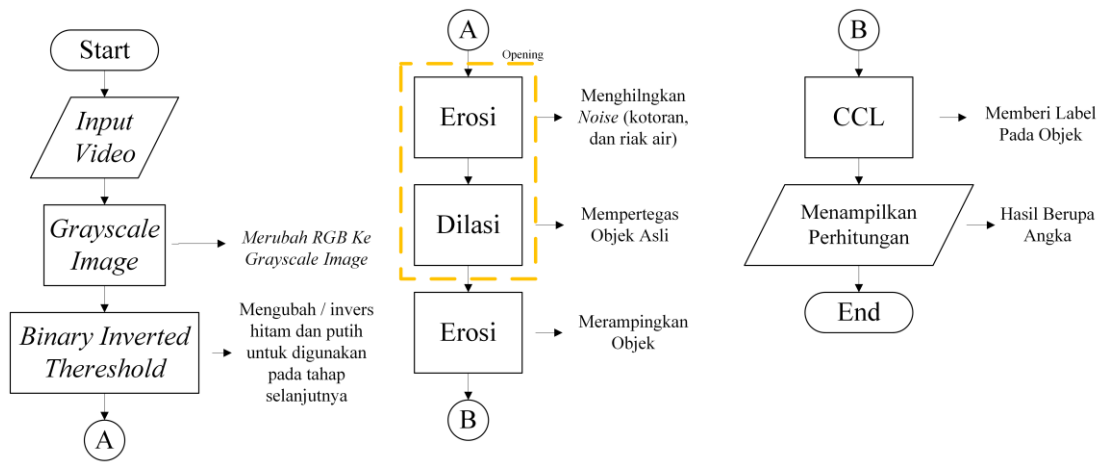 Start
Input
Video
Grayscale
Image
Merubah RGB Ke
Grayscale Image
Binary Inverted
Thereshold
Mengubah / invers
hitam dan putih
untuk digunakan
pada tahap
selanjutnya
A
A
Opening
Erosi
Menghilngkan
Noise (kotoran,
dan riak air)
Dilasi
Mempertegas
Objek Asli
Erosi
Merampingkan
Objek
B
B
CCL
Memberi Label
Pada Objek
Menampilkan
Perhitungan
Hasil Berupa
Angka
End